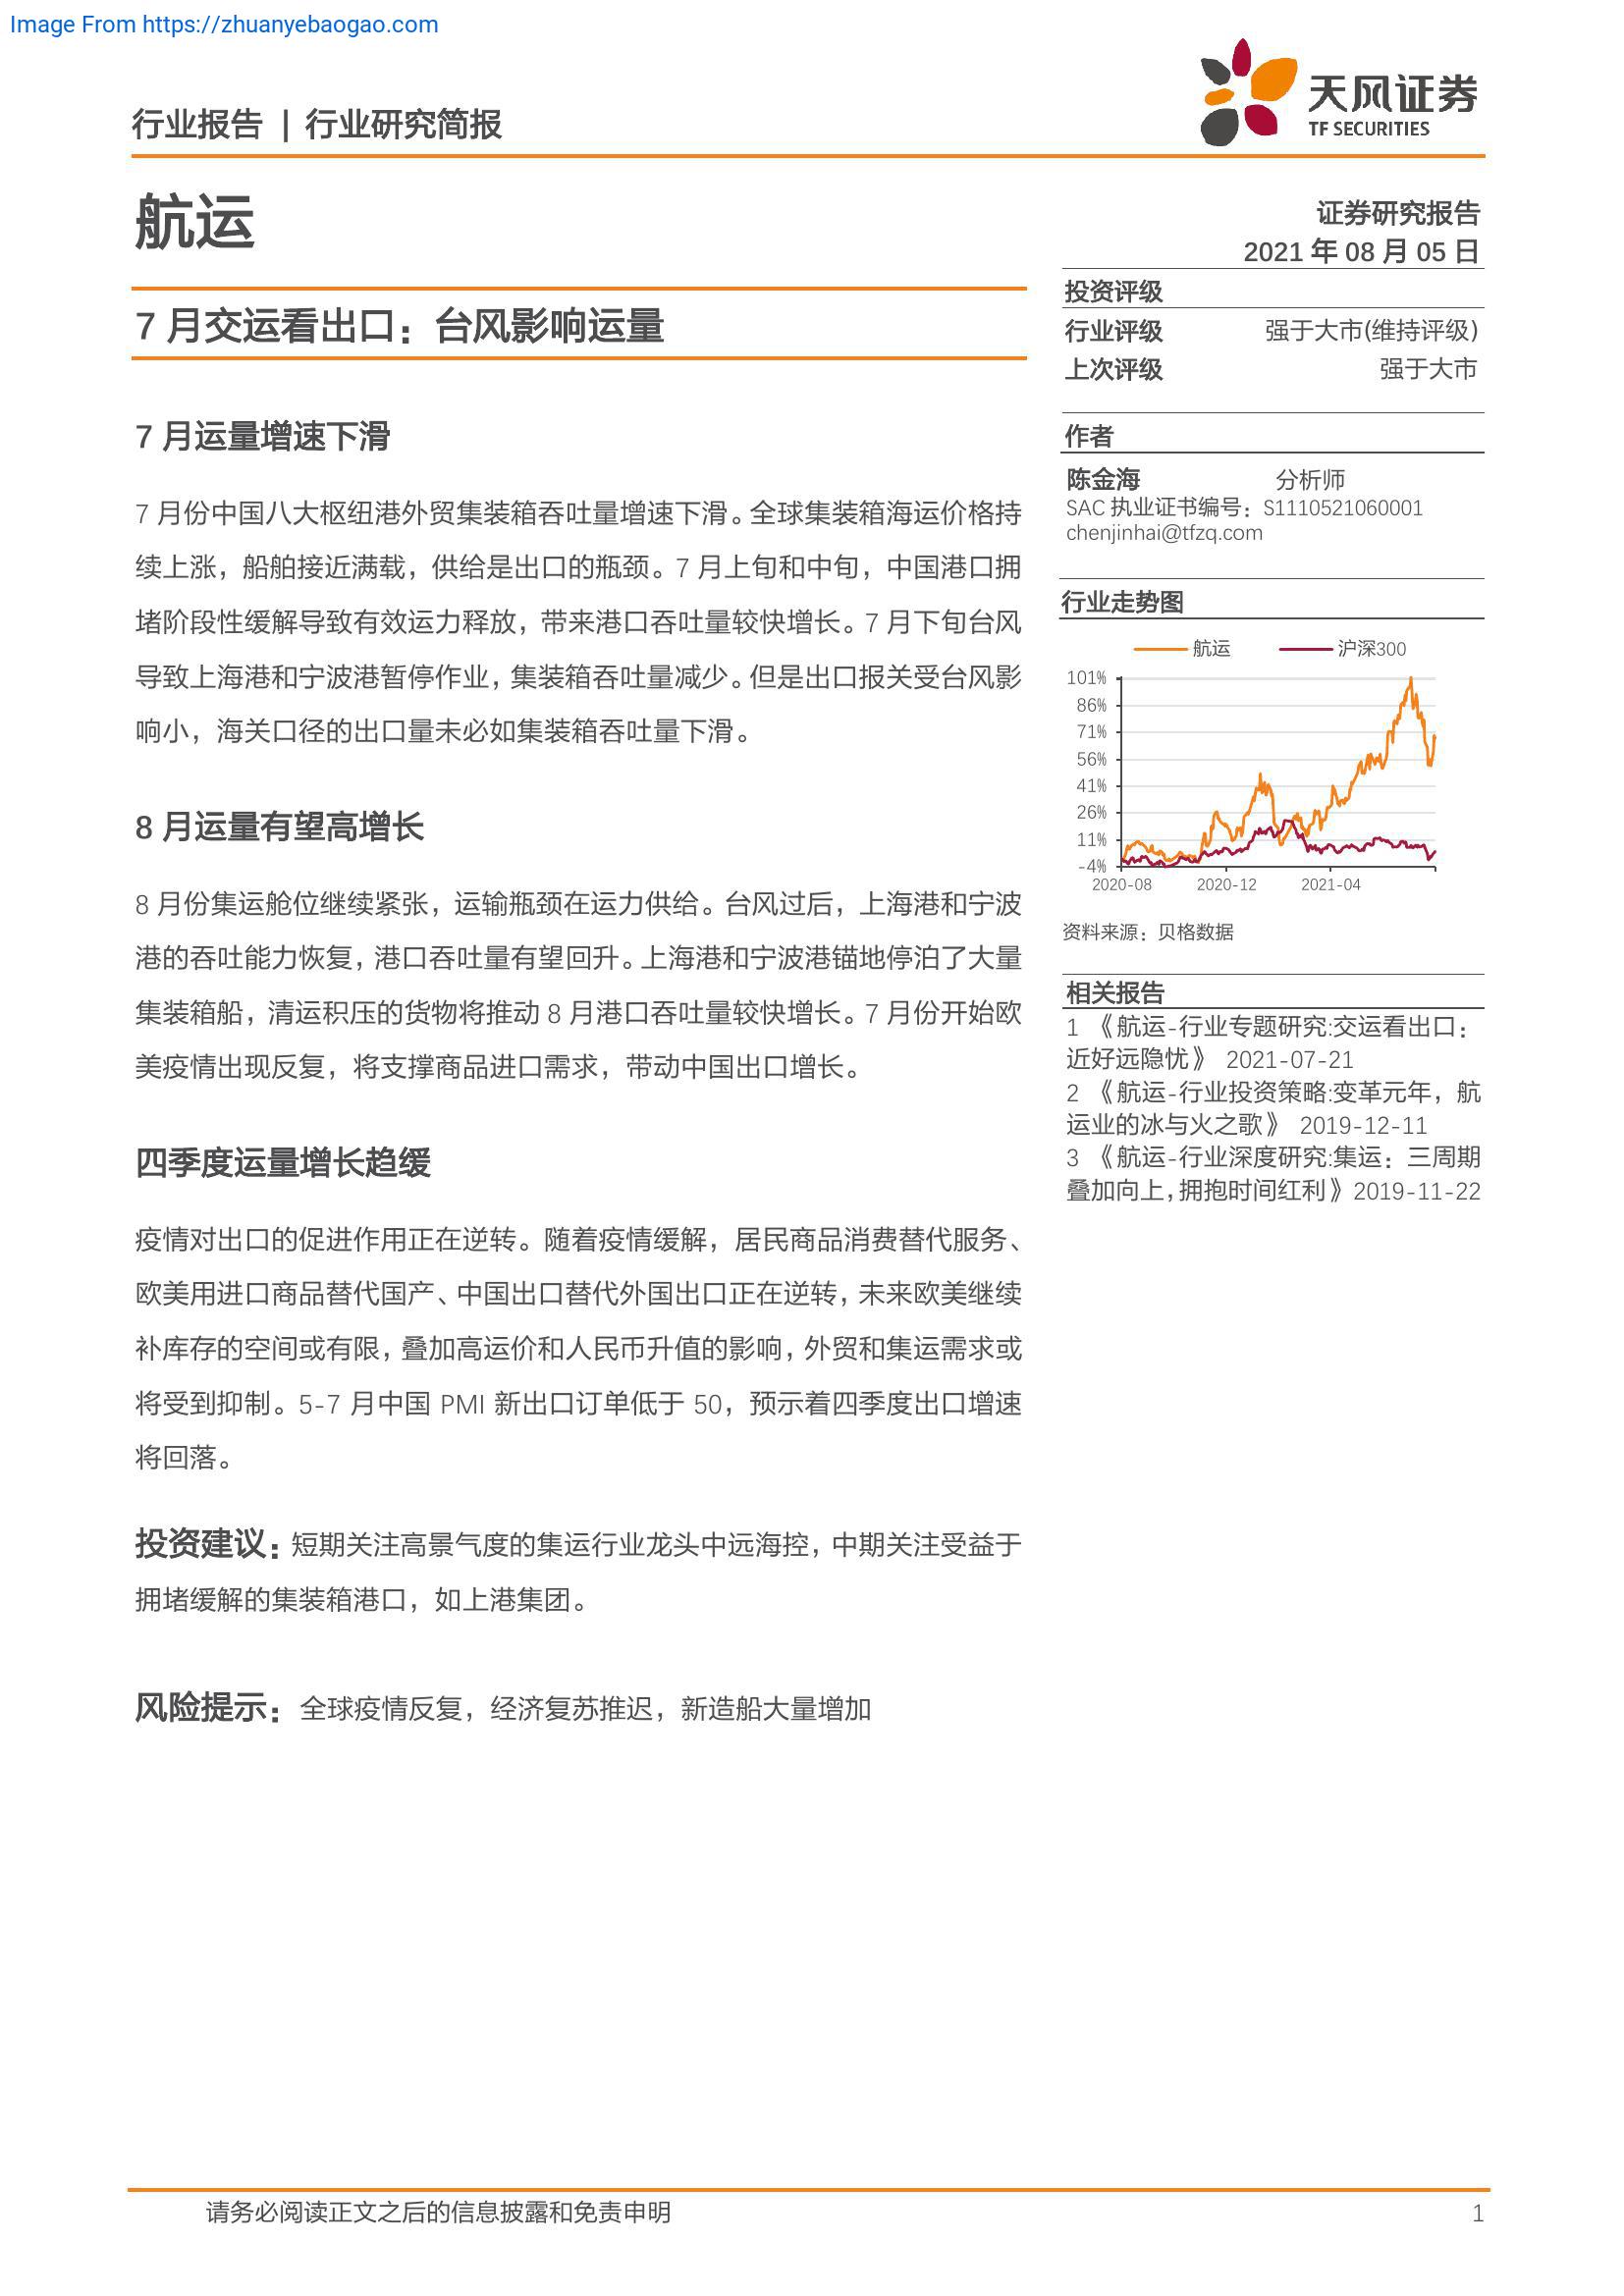 Image From https://zhuanyebaogao.com
行业报告 | 行业研究简报
天风证券
TF SECURITIES
航运
7 月交运看出口：台风影响运量
7 月运量增速下滑
7 月份中国八大枢纽港外贸集装箱吞吐量增速下滑。全球集装箱海运价格持
续上涨，船舶接近满载，供给是出口的瓶颈。7 月上旬和中旬，中国港口拥
堵阶段性缓解导致有效运力释放，带来港口吞吐量较快增长。7 月下旬台风
导致上海港和宁波港暂停作业，集装箱吞吐量减少。但是出口报关受台风影
响小，海关口径的出口量未必如集装箱吞吐量下滑。
8 月运量有望高增长
8 月份集运舱位继续紧张，运输瓶颈在运力供给。台风过后，上海港和宁波
港的吞吐能力恢复，港口吞吐量有望回升。上海港和宁波港锚地停泊了大量
集装箱船，清运积压的货物将推动 8 月港口吞吐量较快增长。7 月份开始欧
美疫情出现反复，将支撑商品进口需求，带动中国出口增长。
四季度运量增长趋缓
疫情对出口的促进作用正在逆转。随着疫情缓解，居民商品消费替代服务、
欧美用进口商品替代国产、中国出口替代外国出口正在逆转，未来欧美继续
补库存的空间或有限，叠加高运价和人民币升值的影响，外贸和集运需求或
将受到抑制。5-7 月中国 PMI 新出口订单低于 50，预示着四季度出口增速
将回落。
投资建议：短期关注高景气度的集运行业龙头中远海控，中期关注受益于
拥堵缓解的集装箱港口，如上港集团。
风险提示：全球疫情反复，经济复苏推迟，新造船大量增加
证券研究报告
2021 年 08 月 05 日
投资评级
行业评级 强于大市(维持评级)
上次评级 强于大市
作者
陈金海 分析师
SAC 执业证书编号：S1110521060001
chenjinhai@tfzq.com
行业走势图
航运 沪深300
101%
86%
71%
56%
41%
26%
11%
-4%
2020-08 2020-12 2021-04
资料来源：贝格数据
相关报告
1 《航运-行业专题研究:交运看出口：
近好远隐忧》 2021-07-21
2 《航运-行业投资策略:变革元年，航
运业的冰与火之歌》 2019-12-11
3 《航运-行业深度研究:集运：三周期
叠加向上，拥抱时间红利》2019-11-22
请务必阅读正文之后的信息披露和免责申明 1